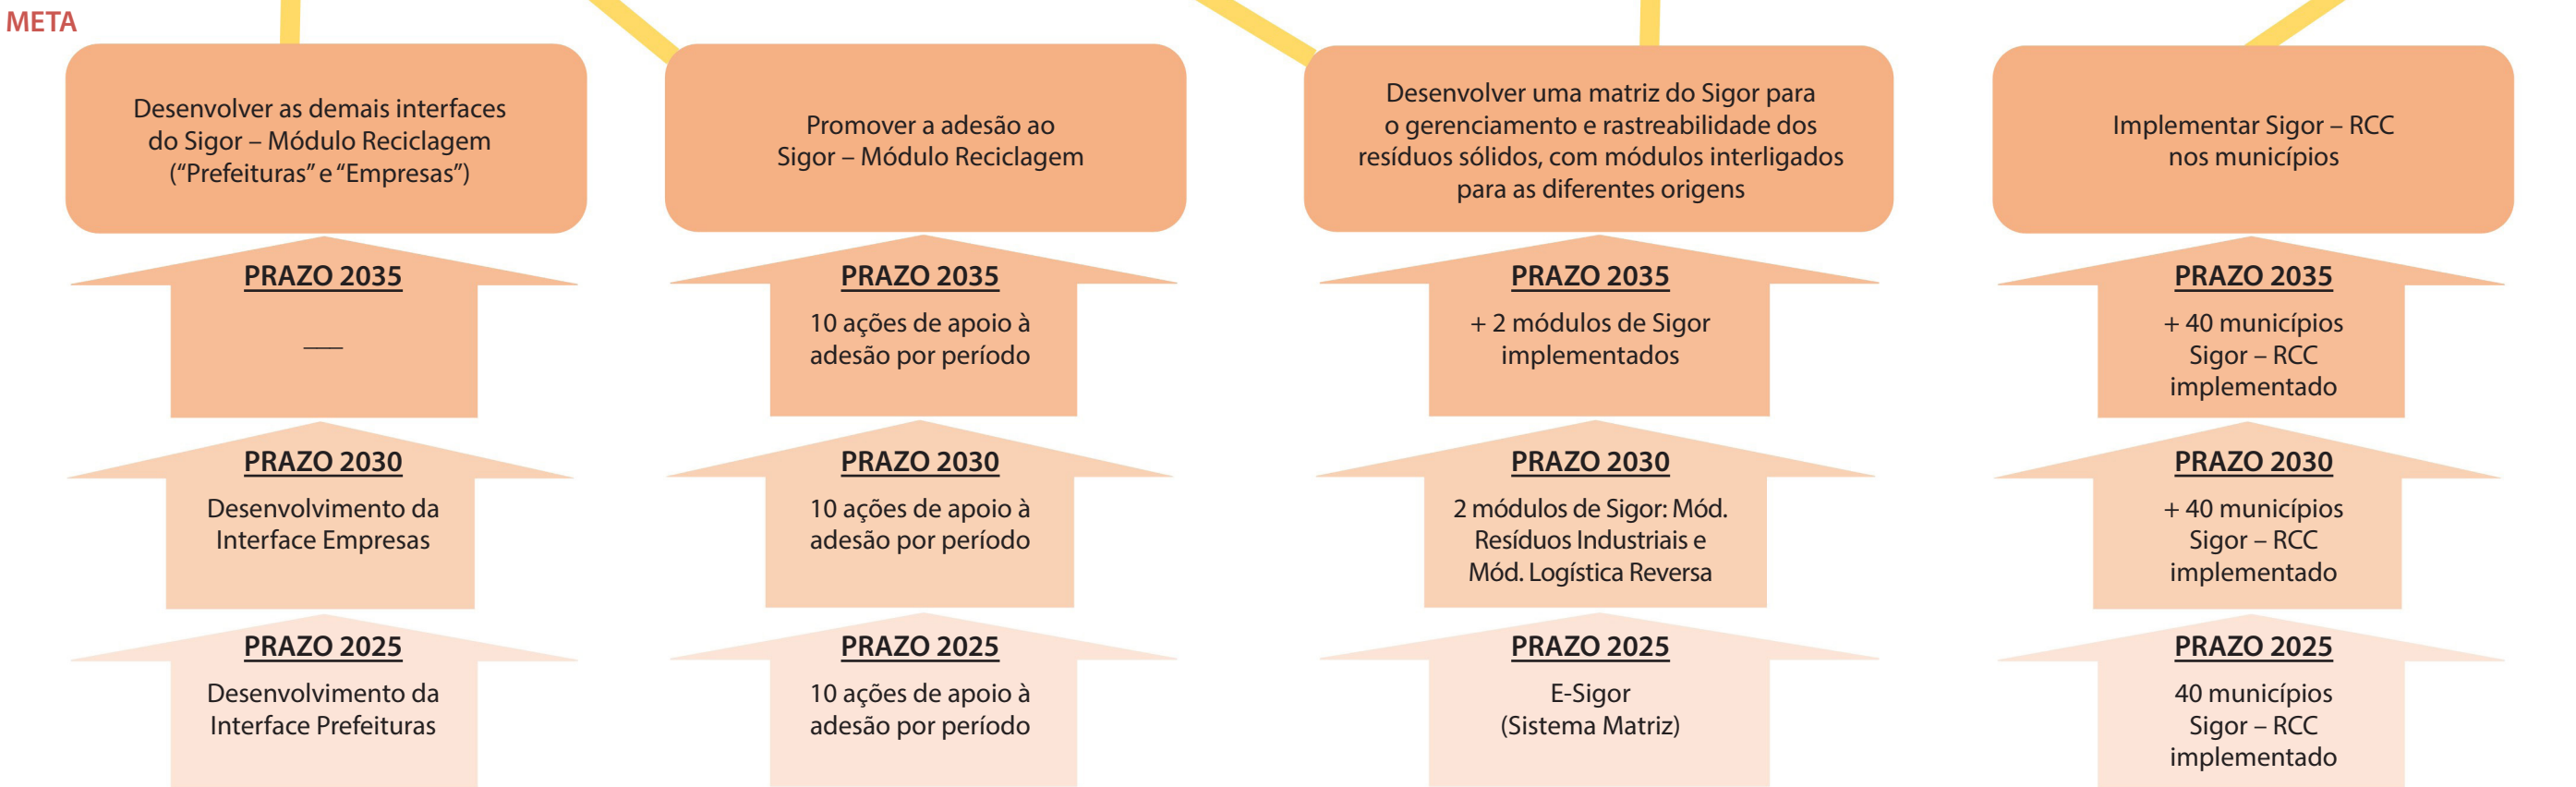 META
Desenvolver as demais interfaces
do Sigor – Módulo Reciclagem
(“Prefeituras” e “Empresas”)
PRAZO 2035
___
PRAZO 2030
Desenvolvimento da
Interface Empresas
PRAZO 2025
Desenvolvimento da
Interface Prefeituras
Promover a adesão ao
Sigor – Módulo Reciclagem
PRAZO 2035
10 ações de apoio à
adesão por período
PRAZO 2030
10 ações de apoio à
adesão por período
PRAZO 2025
10 ações de apoio à
adesão por período
Desenvolver uma matriz do Sigor para
o gerenciamento e rastreabilidade dos
resíduos sólidos, com módulos interligados
para as diferentes origens
PRAZO 2035
+ 2 módulos de Sigor
implementados
PRAZO 2030
2 módulos de Sigor: Mód.
Resíduos Industriais e
Mód. Logística Reversa
PRAZO 2025
E-Sigor
(Sistema Matriz)
Implementar Sigor – RCC
nos municípios
PRAZO 2035
+ 40 municípios
Sigor – RCC
implementado
PRAZO 2030
+ 40 municípios
Sigor – RCC
implementado
PRAZO 2025
40 municípios
Sigor – RCC
implementado